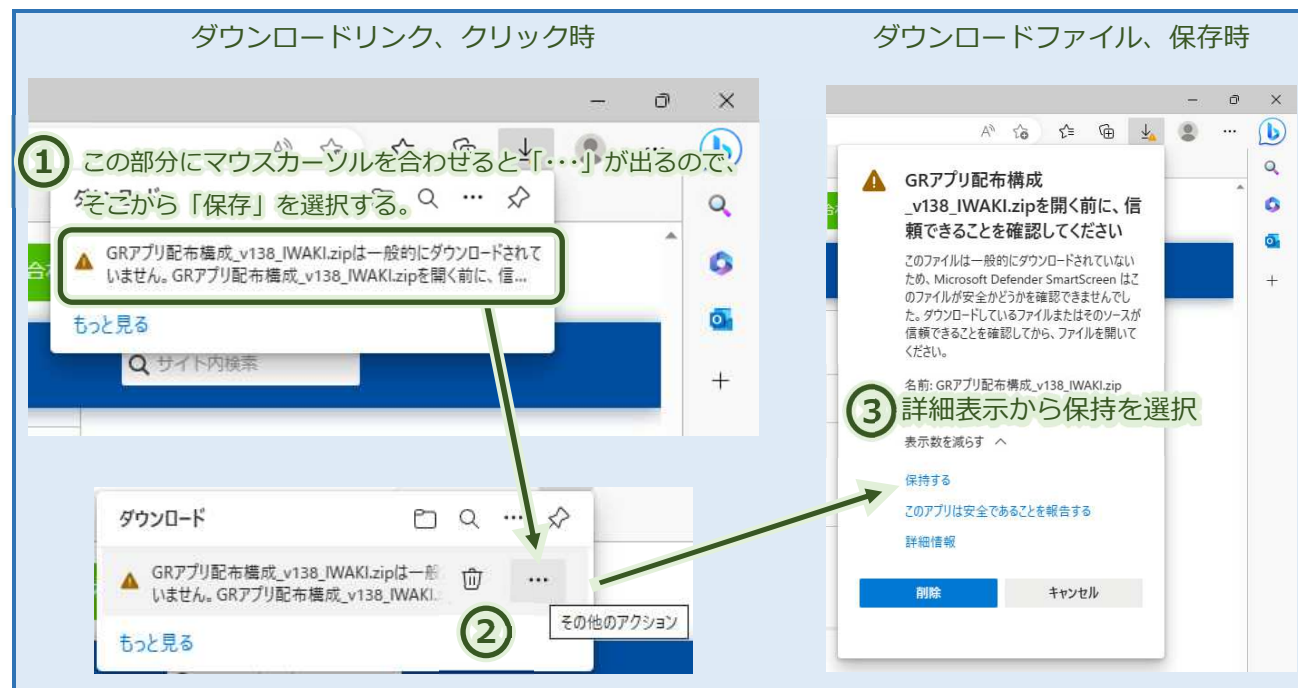 ダウンロードリンク、クリック時
① この部分にマウスカーソルを合わせると「・・・」が出るので、
そこから「保存」を選択する。
GRアプリ配布構成_v138_IWAKI.zipは一般的にダウンロードされて
いません。GRアプリ配布構成_v138_IWAKI.zipを開く前に、信...
もっと見る
サイト内検索
ダウンロード
GRアプリ配布構成_v138_IWAKI.zipは一般
いません。GRアプリ配布構成_v138_IWAKI.
②
その他のアクション
もっと見る
ダウンロードファイル、保存時
GRアプリ配布構成
_v138_IWAKI.zipを開く前に、信
頼できることを確認してください
このファイルは一般的にダウンロードされていない
ため、Microsoft Defender SmartScreen はこ
のファイルが安全かどうかを確認できませんでし
た。ダウンロードしているファイルまたはそのソースが
信頼できることを確認してから、ファイルを開いて
ください。
名前: GRアプリ配布構成_v138_IWAKI.zip
③ 詳細表示から保持を選択
表示数を減らす
保持する
このアプリは安全であることを報告する
詳細情報
削除
キャンセル